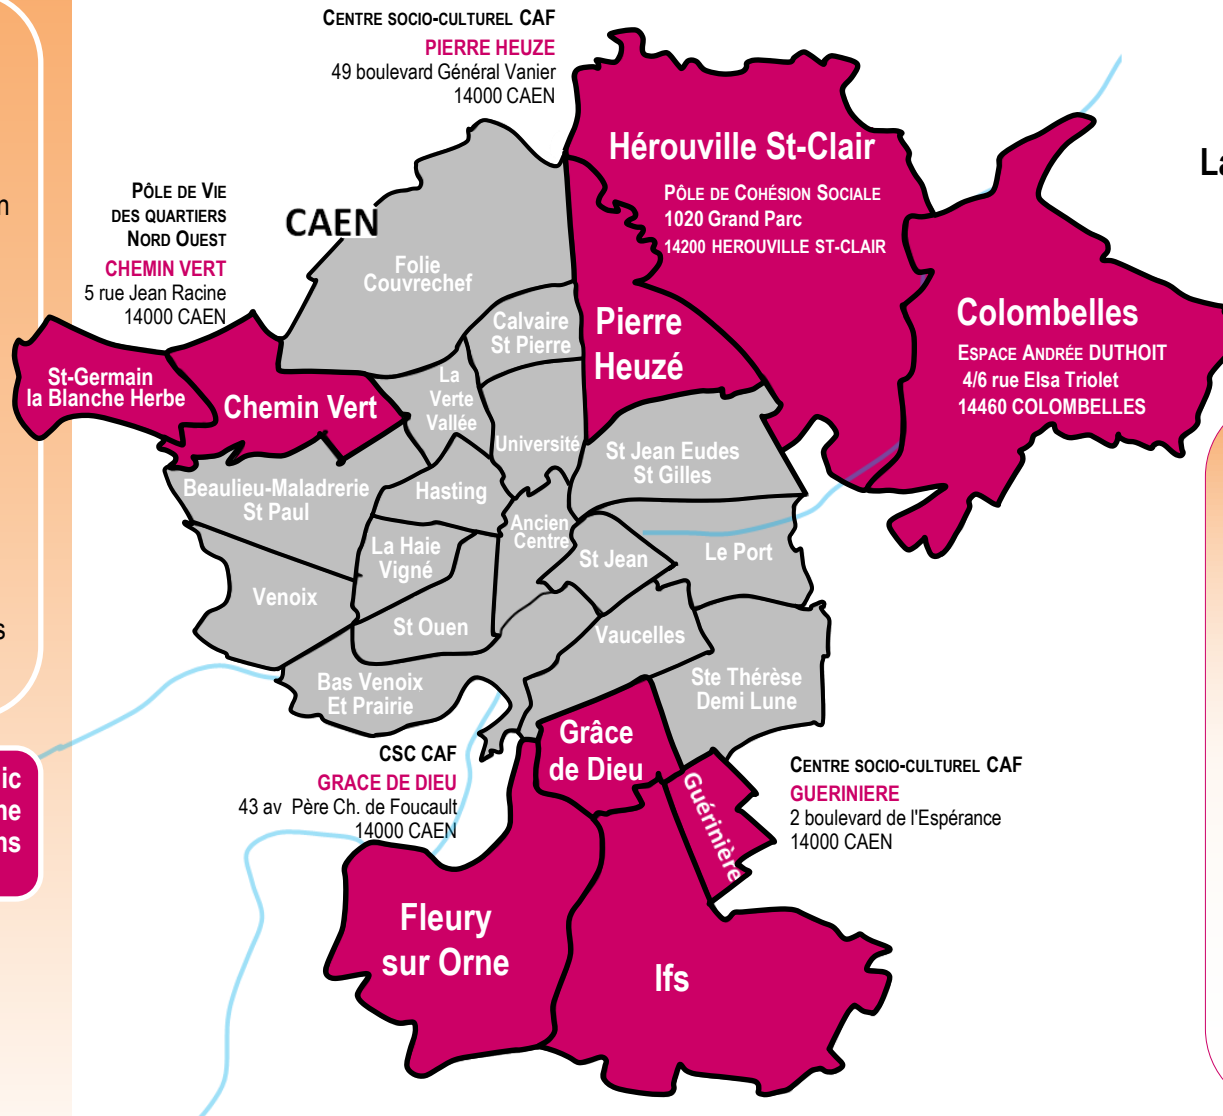 CENTRE SOCIO-CULTUREL CAF
PIERRE HEUZE
49 boulevard Général Vanier
14000 CAEN
PÔLE DE VIE
DES QUARTIERS
NORD OUEST
CHEMIN VERT
5 rue Jean Racine
14000 CAEN
CAEN
Hérouville St-Clair
PÔLE DE COHÉSION SOCIALE
1020 Grand Parc
14200 HEROUVILLE ST-CLAIR
Colombelles
ESPACE ANDRÉE DUTHOIT
4/6 rue Elsa Triolet
14460 COLOMBELLES
Folie
Couvrechef
Calvaire
St Pierre
Pierre
Heuzé
St-Germain
la Blanche Herbe
Chemin Vert
La
Verte
Vallée
Université
St Jean Eudes
St Gilles
Beaulieu-Maladrerie
St Paul
Hasting
Ancien
Centre
La Haie
Vigné
St Jean
Le Port
Venoix
St Ouen
Vaucelles
Bas Venoix
Et Prairie
Ste Thérèse
Demi Lune
Grâce
de Dieu
Guérinière
CSC CAF
GRACE DE DIEU
43 av Père Ch. de Foucault
14000 CAEN
CENTRE SOCIO-CULTUREL CAF
GUERINIERE
2 boulevard de l'Espérance
14000 CAEN
Fleury
sur Orne
Ifs